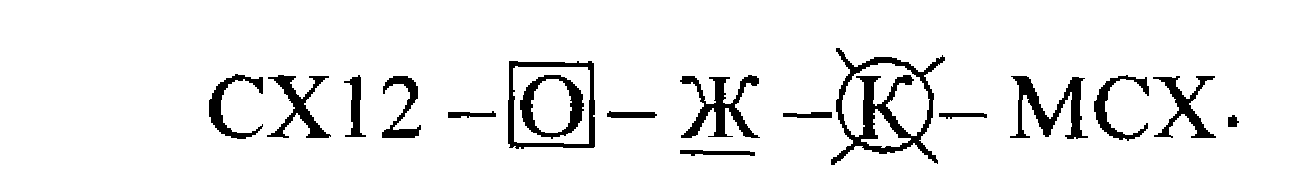 СХ12 – О – Ж – К – МСХ.